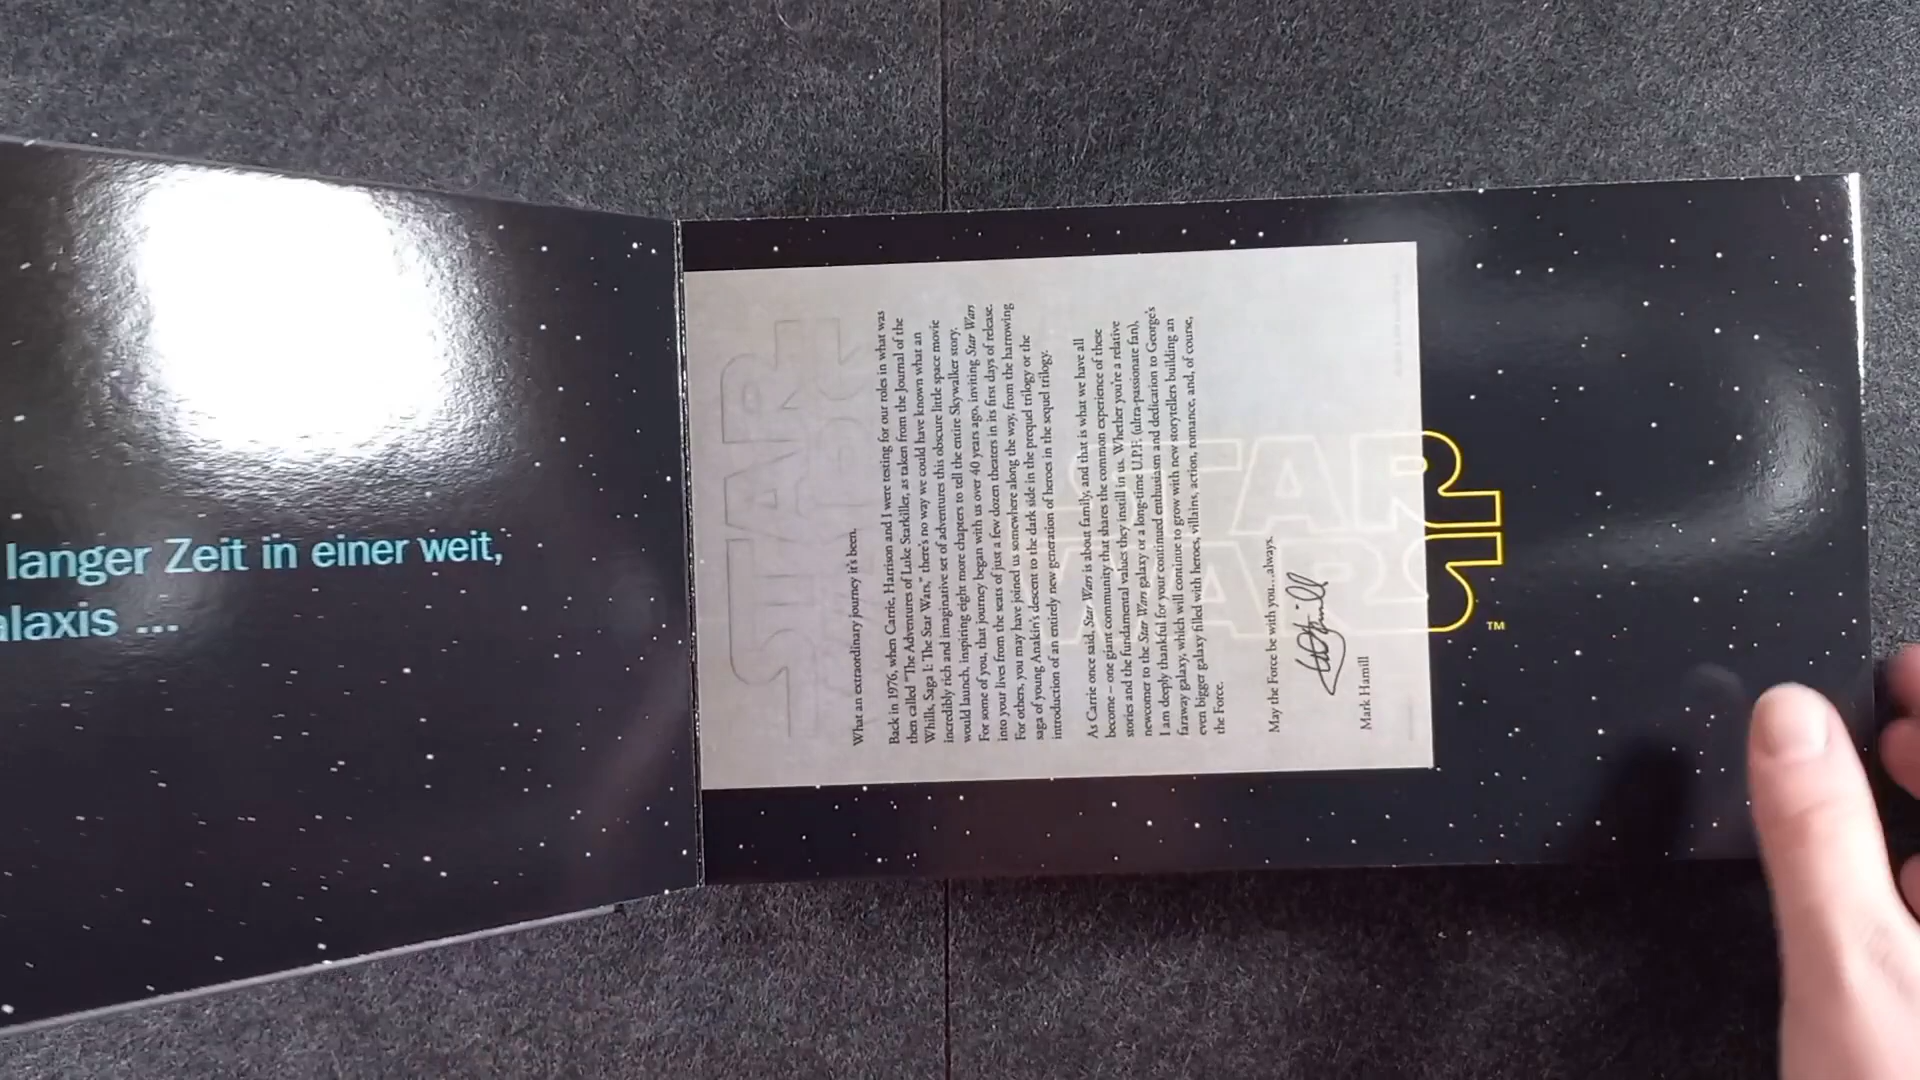 langer Zeit in einer weit,
alaxis ...
STAR
WARS
What an extraordinary journey it's been.
Back in 1976, when Carrie, Harrison and I were testing for our roles in what was
then called "The Adventures of Luke Starkiller, as taken from the Journal of the
Whills, Saga I: The Star Wars," there's no way we could have known what an
incredibly rich and imaginative set of adventures this obscure little space movie
would launch, inspiring eight more chapters to tell the entire Skywalker story.
For some of you, that journey began with us over 40 years ago, inviting Star Wars
into your lives from the seats of just a few dozen theaters in its first days of release.
For others, you may have joined us somewhere along the way, from the harrowing
saga of young Anakin's descent to the dark side in the prequel trilogy or the
introduction of an entirely new generation of heroes in the sequel trilogy.
As Carrie once said, Star Wars is about family, and that is what we have all
become – one giant community that shares the common experience of these
stories and the fundamental values they instill in us. Whether you're a relative
newcomer to the Star Wars galaxy or a long-time U.P.F. (ultra-passionate fan),
I am deeply thankful for your continued enthusiasm and dedication to George's
faraway galaxy, which will continue to grow with new storytellers building an
even bigger galaxy filled with heroes, villains, action, romance, and, of course,
the Force.
May the Force be with you...always.
Mark Hamill
STAR
WARS
TM